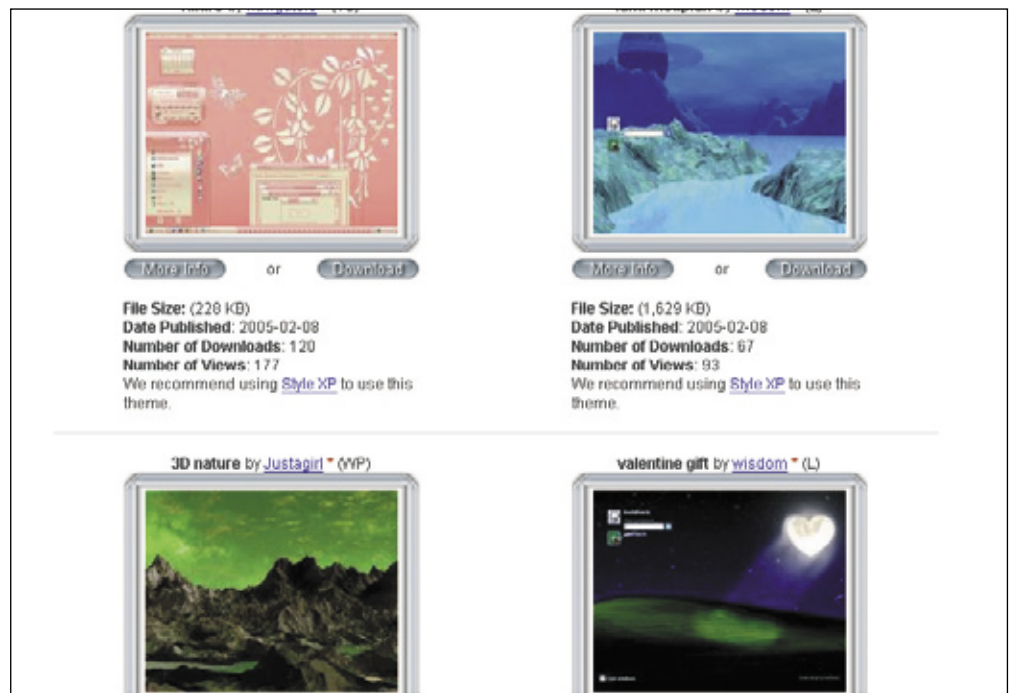 More Info or Download
File Size: (228 KB)
Date Published: 2005-02-08
Number of Downloads: 120
Number of Views: 177
We recommend using Style XP to use this
theme.
More Info or Download
File Size: (1,629 KB)
Date Published: 2005-02-08
Number of Downloads: 67
Number of Views: 93
We recommend using Style XP to use this
theme.
3D nature by Justagirl (WP)
valentine gift by wisdom (L)